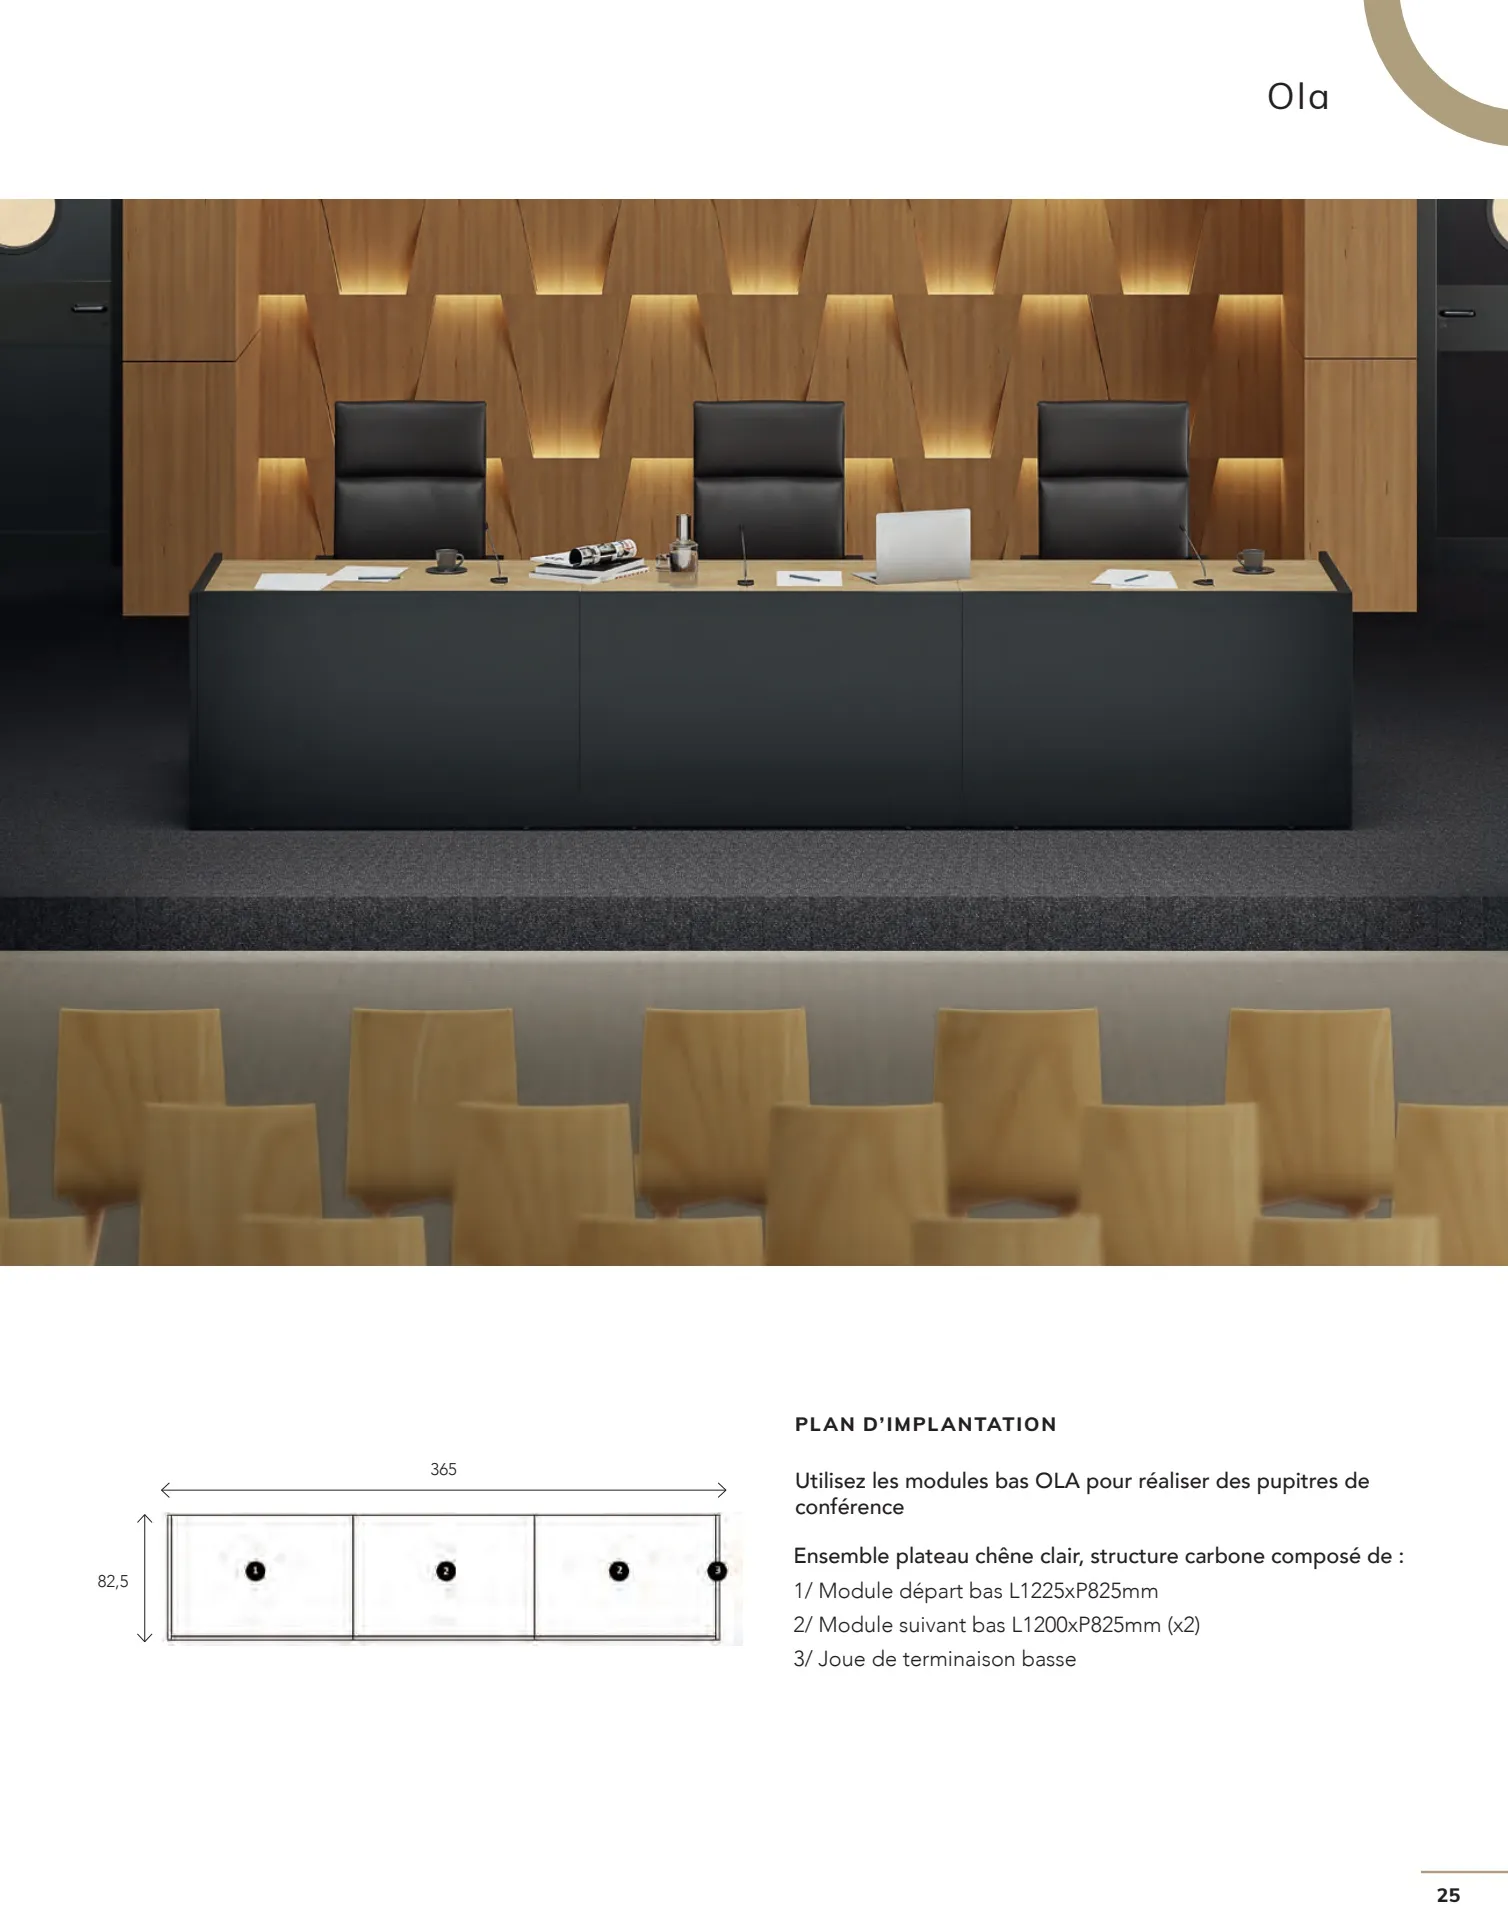 Ola
PLAN D’IMPLANTATION
365
Utilisez les modules bas OLA pour réaliser des pupitres de
conférence
82,5
1
2
2
3
Ensemble plateau chêne clair, structure carbone composé de :
1/ Module départ bas L1225xP825mm
2/ Module suivant bas L1200xP825mm (x2)
3/ Joue de terminaison basse
25